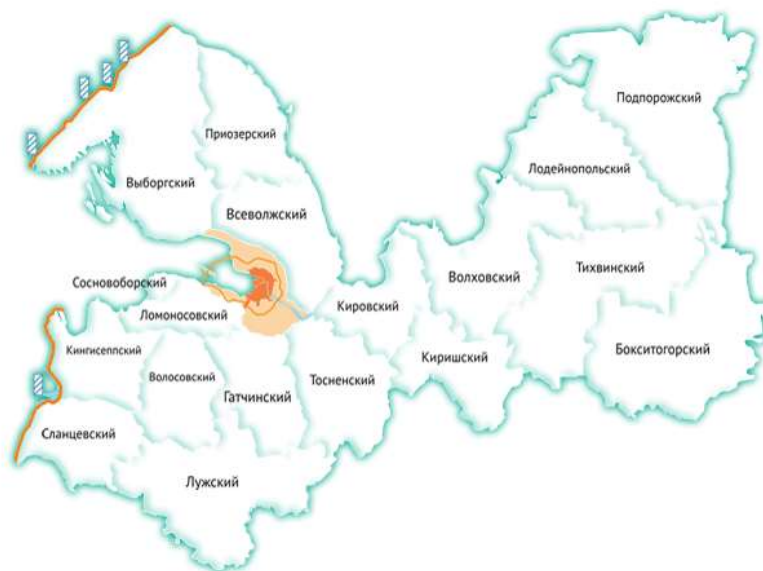 Подпорожский
Приозерский
Лодейнопольский
Выборгский
Всеволжский
Тихвинский
Волховский
Сосновоборский
Кировский
Ломоносовский
Кингисеппский
Бокситогорский
Киришский
Волосовский
Тосненский
Гатчинский
Сланцевский
Лужский